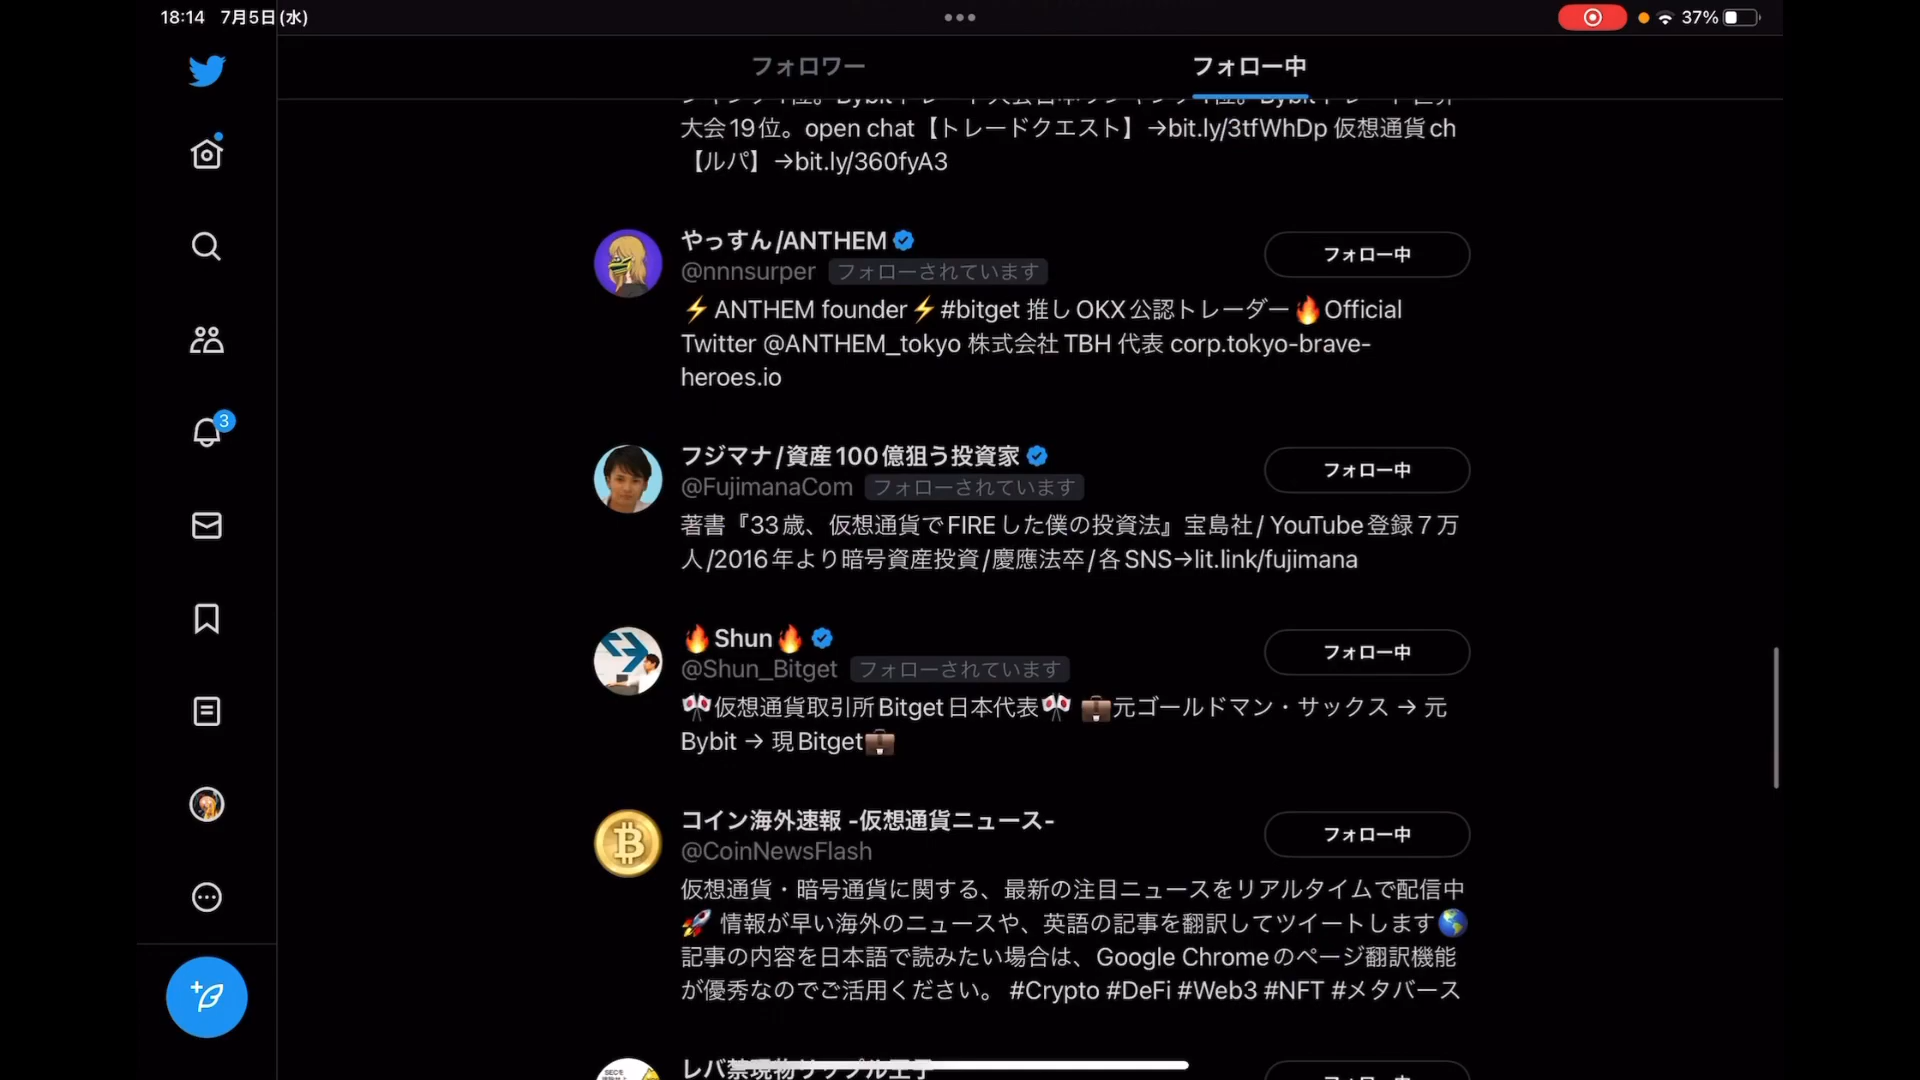 18:14 7月5日(水)
37%
フォロワー
フォロー中
大会19位。open chat【トレードクエスト】→bit.ly/3tfWhDp 仮想通貨ch
【ルパ】→bit.ly/360fyA3
やっすん/ANTHEM
フォロー中
@nnnsurper フォローされています
⚡ANTHEM founder⚡#bitget 推しOKX公認トレーダー🔥Official
Twitter @ANTHEM_tokyo 株式会社TBH 代表 corp.tokyo-brave-
heroes.io
3
フジマナ/資産100億狙う投資家
フォロー中
@FujimanaCom フォローされています
著書『33歳、仮想通貨でFIREした僕の投資法』宝島社/ YouTube登録７万
人/2016年より暗号資産投資/慶應法卒/各SNS→lit.link/fujimana
🔥Shun🔥
フォロー中
@Shun_Bitget フォローされています
🎌仮想通貨取引所Bitget日本代表🎌 💼元ゴールドマン・サックス → 元
Bybit → 現Bitget💼
コイン海外速報 -仮想通貨ニュース-
フォロー中
@CoinNewsFlash
仮想通貨・暗号通貨に関する、最新の注目ニュースをリアルタイムで配信中
🚀 情報が早い海外のニュースや、英語の記事を翻訳してツイートします🌎
記事の内容を日本語で読みたい場合は、Google Chromeのページ翻訳機能
が優秀なのでご活用ください。 #Crypto #DeFi #Web3 #NFT #メタバース
レバ禁現物リップル王子